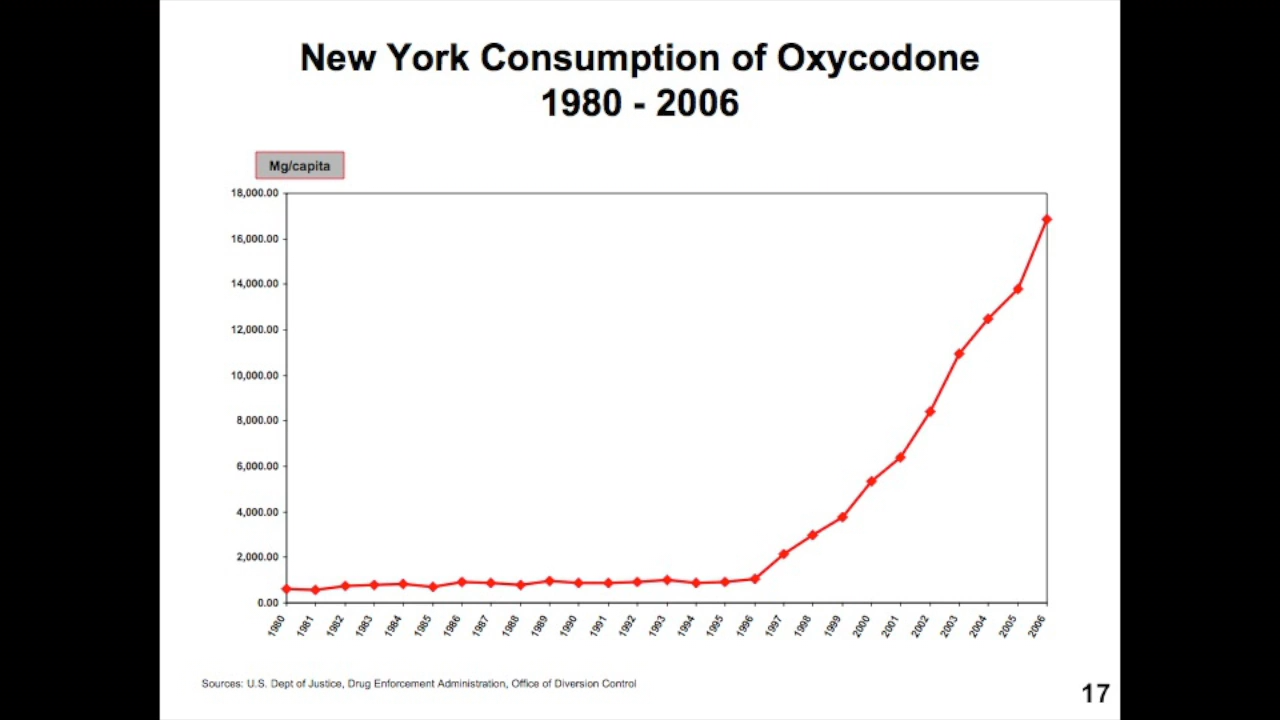 New York Consumption of Oxycodone
1980 - 2006
Mg/capita
18,000.00
16,000.00
14,000.00
12,000.00
10,000.00
8,000.00
6,000.00
4,000.00
2,000.00
0.00
1980 1981 1982 1983 1984 1985 1986 1987 1988 1989 1990 1991 1992 1993 1994 1995 1996 1997 1998 1999 2000 2001 2002 2003 2004 2005 2006
Sources: U.S. Dept of Justice, Drug Enforcement Administration, Office of Diversion Control
17